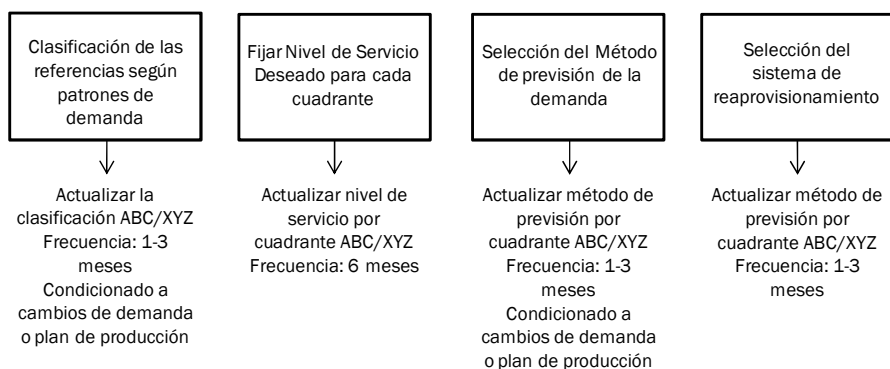 Clasificación de las
referencias según
patrones de
demanda
Fijar Nivel de Servicio
Deseado para cada
cuadrante
Selección del Método
de previsión de la
demanda
Selección del
sistema de
reaprovisionamiento
Actualizar la
clasificación ABC/XYZ
Frecuencia: 1-3
meses
Condicionado a
cambios de demanda
o plan de producción
Actualizar nivel de
servicio por
cuadrante ABC/XYZ
Frecuencia: 6 meses
Actualizar método de
previsión por
cuadrante ABC/XYZ
Frecuencia: 1-3
meses
Condicionado a
cambios de demanda
o plan de producción
Actualizar método de
previsión por
cuadrante ABC/XYZ
Frecuencia: 1-3
meses